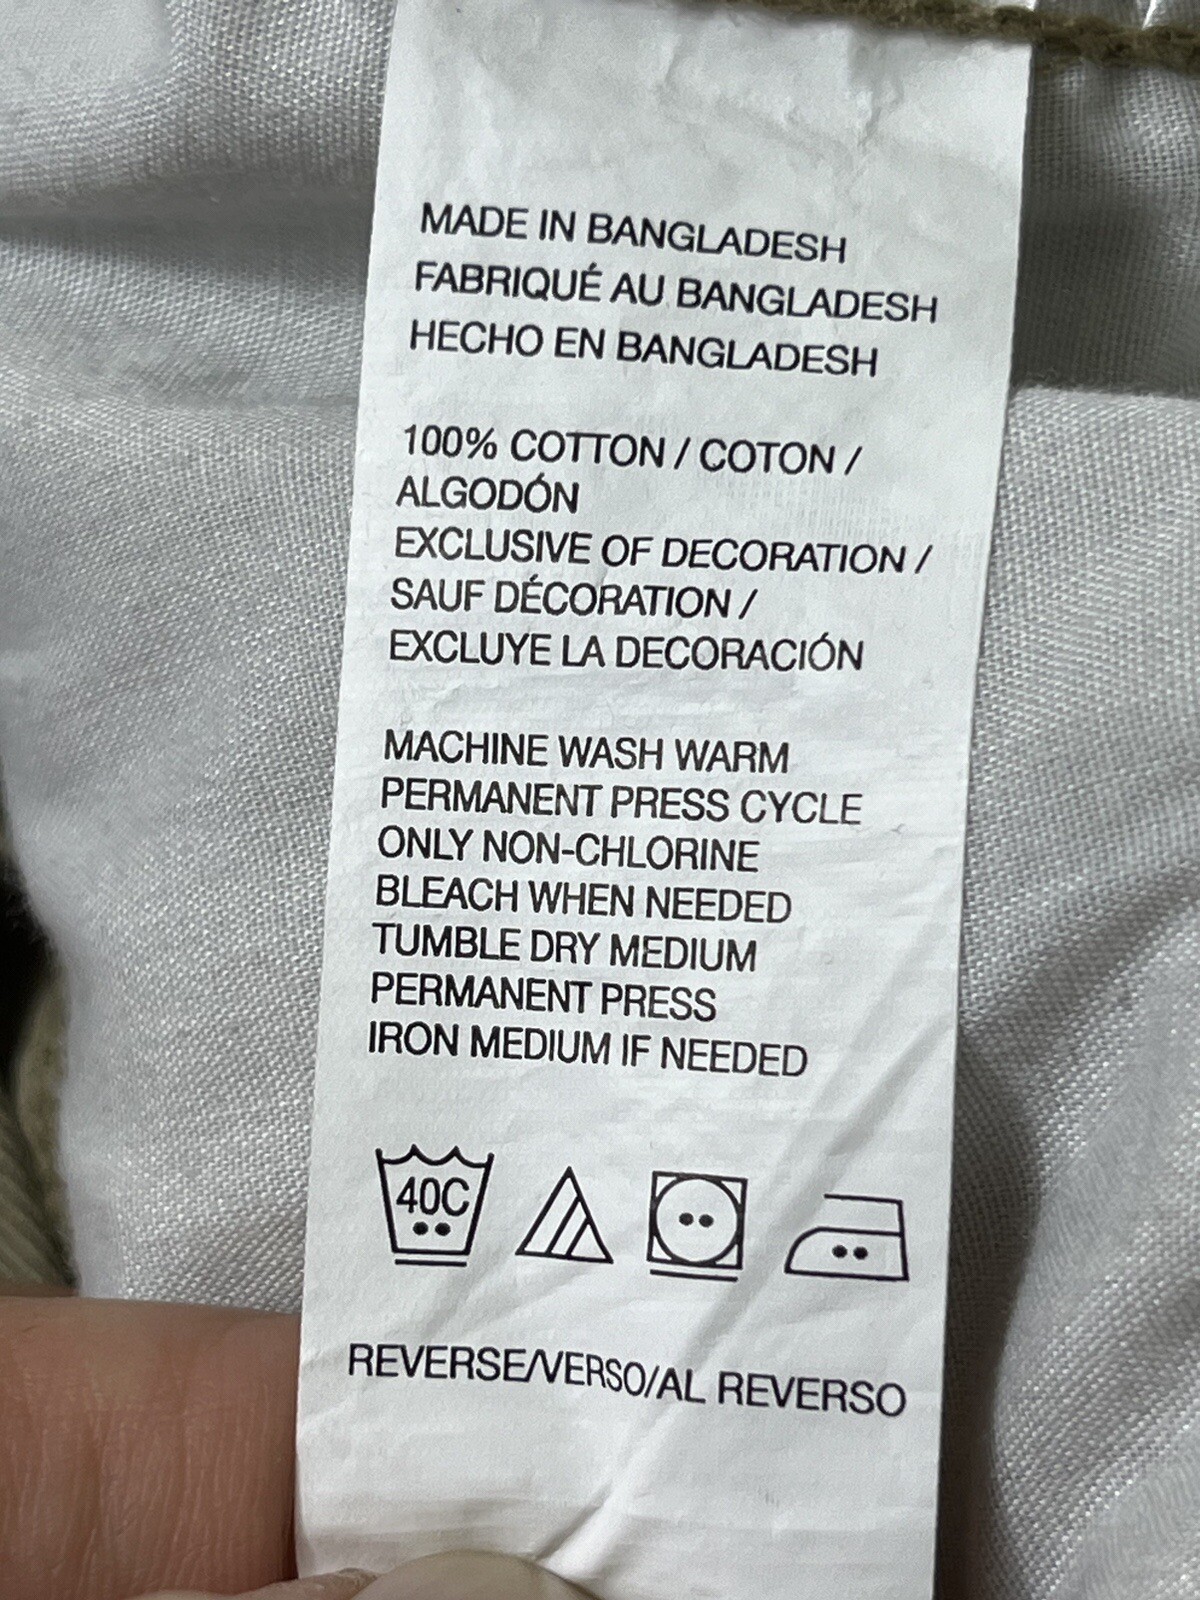 MADE IN BANGLADESH
FABRIQUÉ AU BANGLADESH
HECHO EN BANGLADESH
100% COTTON / COTON /
ALGODÓN
EXCLUSIVE OF DECORATION /
SAUF DÉCORATION /
EXCLUYE LA DECORACIÓN
MACHINE WASH WARM
PERMANENT PRESS CYCLE
ONLY NON-CHLORINE
BLEACH WHEN NEEDED
TUMBLE DRY MEDIUM
PERMANENT PRESS
IRON MEDIUM IF NEEDED
40C
REVERSE/VERSO/AL REVERSO